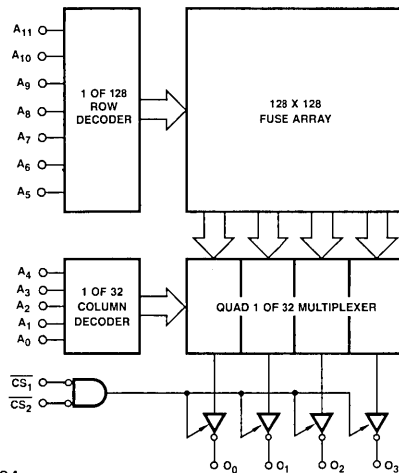 A11
A10
A9
A8
A7
A6
A5
1 OF 128
ROW
DECODER
128 X 128
FUSE ARRAY
A4
A3
A2
A1
A0
1 OF 32
COLUMN
DECODER
QUAD 1 OF 32 MULTIPLEXER
CS1
CS2
O0
O1
O2
O3